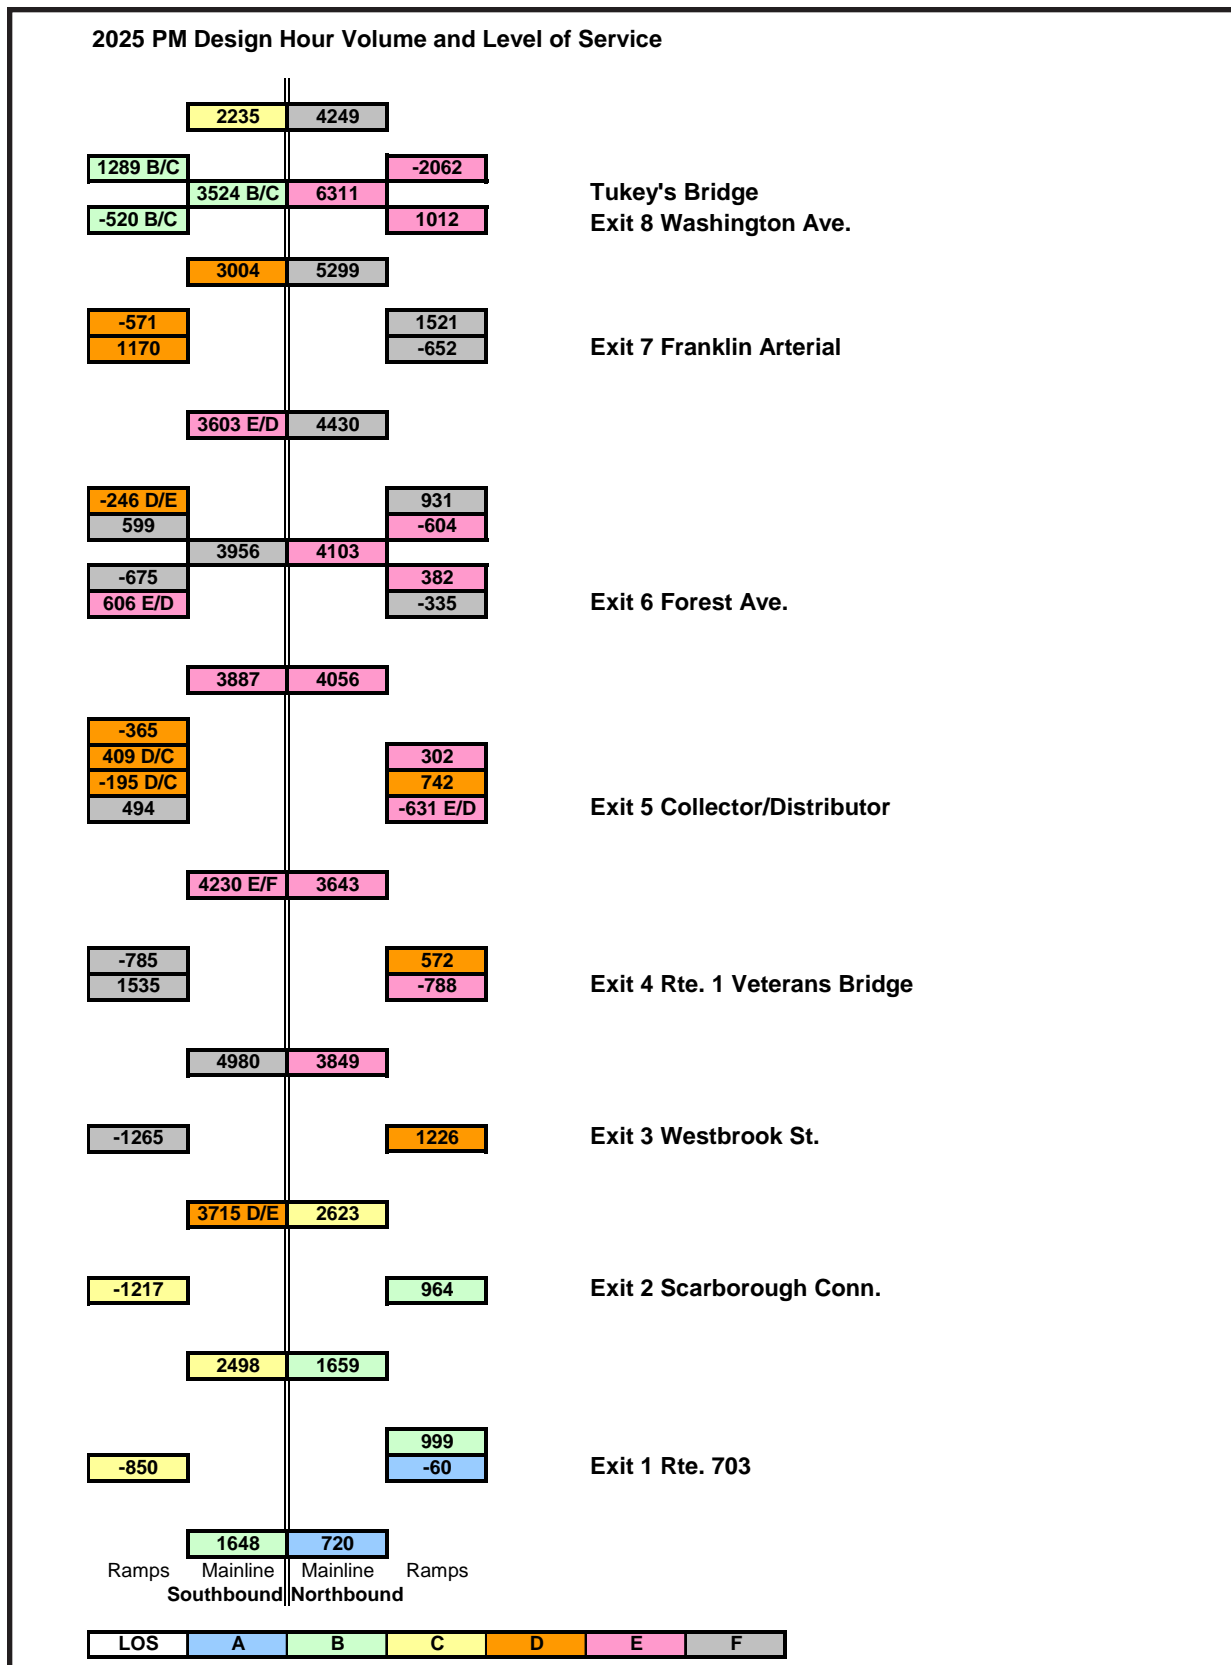 2025 PM Design Hour Volume and Level of Service
2235 4249
1289 B/C -2062
3524 B/C 6311 Tukey's Bridge
-520 B/C 1012 Exit 8 Washington Ave.
3004 5299
-571 1521
1170 -652 Exit 7 Franklin Arterial
3603 E/D 4430
-246 D/E 931
599 -604
3956 4103
-675 382
606 E/D -335 Exit 6 Forest Ave.
3887 4056
-365
409 D/C 302
-195 D/C 742
494 -631 E/D Exit 5 Collector/Distributor
4230 E/F 3643
-785 572
1535 -788 Exit 4 Rte. 1 Veterans Bridge
4980 3849
-1265 1226 Exit 3 Westbrook St.
3715 D/E 2623
-1217 964 Exit 2 Scarborough Conn.
2498 1659
999
-850 -60 Exit 1 Rte. 703
1648 720
Ramps Mainline Mainline Ramps
Southbound Northbound
LOS A B C D E F